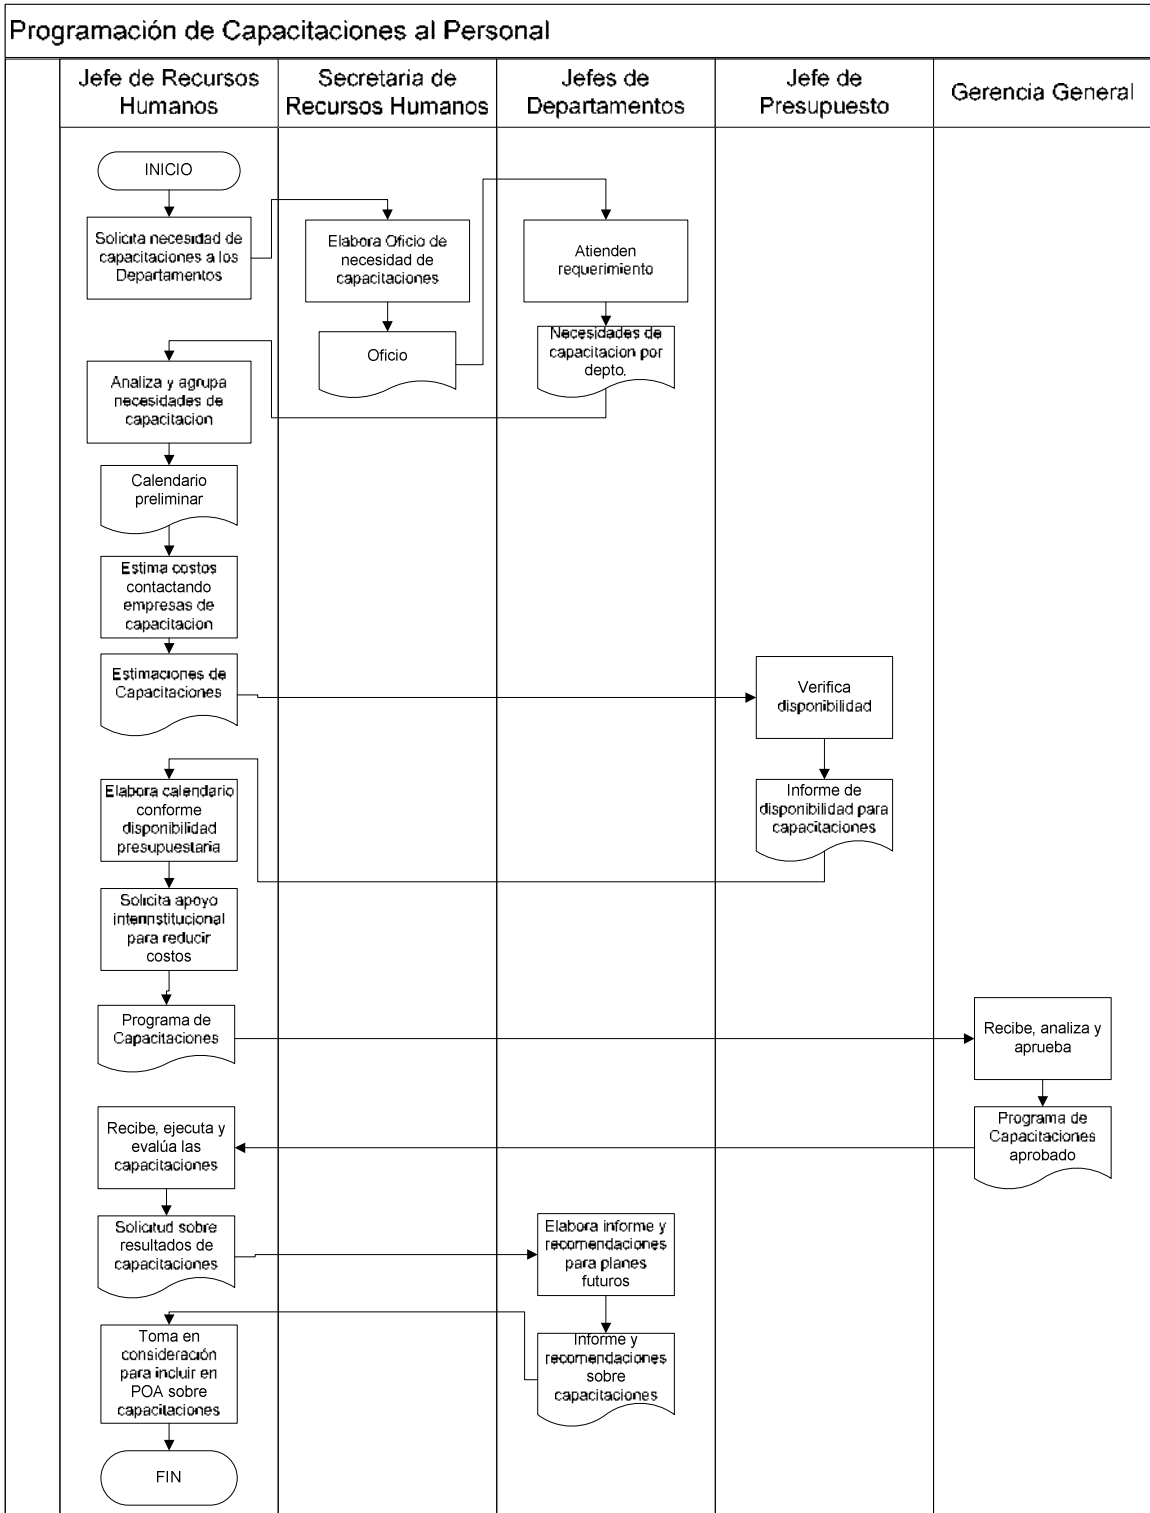 Programación de Capacitaciones al Personal
Jefe de Recursos
Humanos
Secretaria de
Recursos Humanos
Jefes de
Departamentos
Jefe de
Presupuesto
Gerencia General
INICIO
Solicita necesidad de
capacitaciones a los
Departamentos
Elabora Oficio de
necesidad de
capacitaciones
Atienden
requerimiento
Oficio
Necesidades de
capacitacion por
depto.
Analiza y agrupa
necesidades de
capacitacion
Calendario
preliminar
Estima costos
contactando
empresas de
capacitacion
Estimaciones de
Capacitaciones
Verifica
disponibilidad
Elabora calendario
conforme
disponibilidad
presupuestaria
Informe de
disponibilidad para
capacitaciones
Solicita apoyo
interinstitucional
para reducir
costos
Programa de
Capacitaciones
Recibe, analiza y
aprueba
Recibe, ejecuta y
evalúa las
capacitaciones
Programa de
Capacitaciones
aprobado
Solicitud sobre
resultados de
capacitaciones
Elabora informe y
recomendaciones
para planes
futuros
Toma en
consideración
para incluir en
POA sobre
capacitaciones
Informe y
recomendaciones
sobre
capacitaciones
FIN